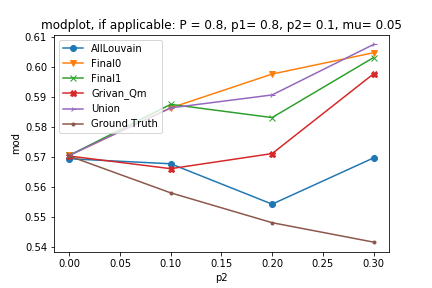 modplot, if applicable: P = 0.8, p1= 0.8, p2= 0.1, mu= 0.05
0.61
0.60
0.59
0.58
0.57
0.56
0.55
0.54
mod
AllLouvain
Final0
Final1
Grivan_Qm
Union
Ground Truth
0.00 0.05 0.10 0.15 0.20 0.25 0.30
p2